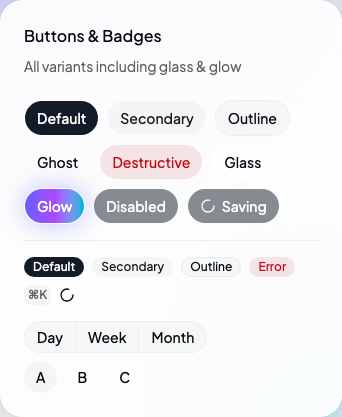 Buttons & Badges
All variants including glass & glow
Default Secondary Outline
Ghost Destructive Glass
Glow Disabled Saving
Default Secondary Outline Error
⌘K
Day Week Month
A B C